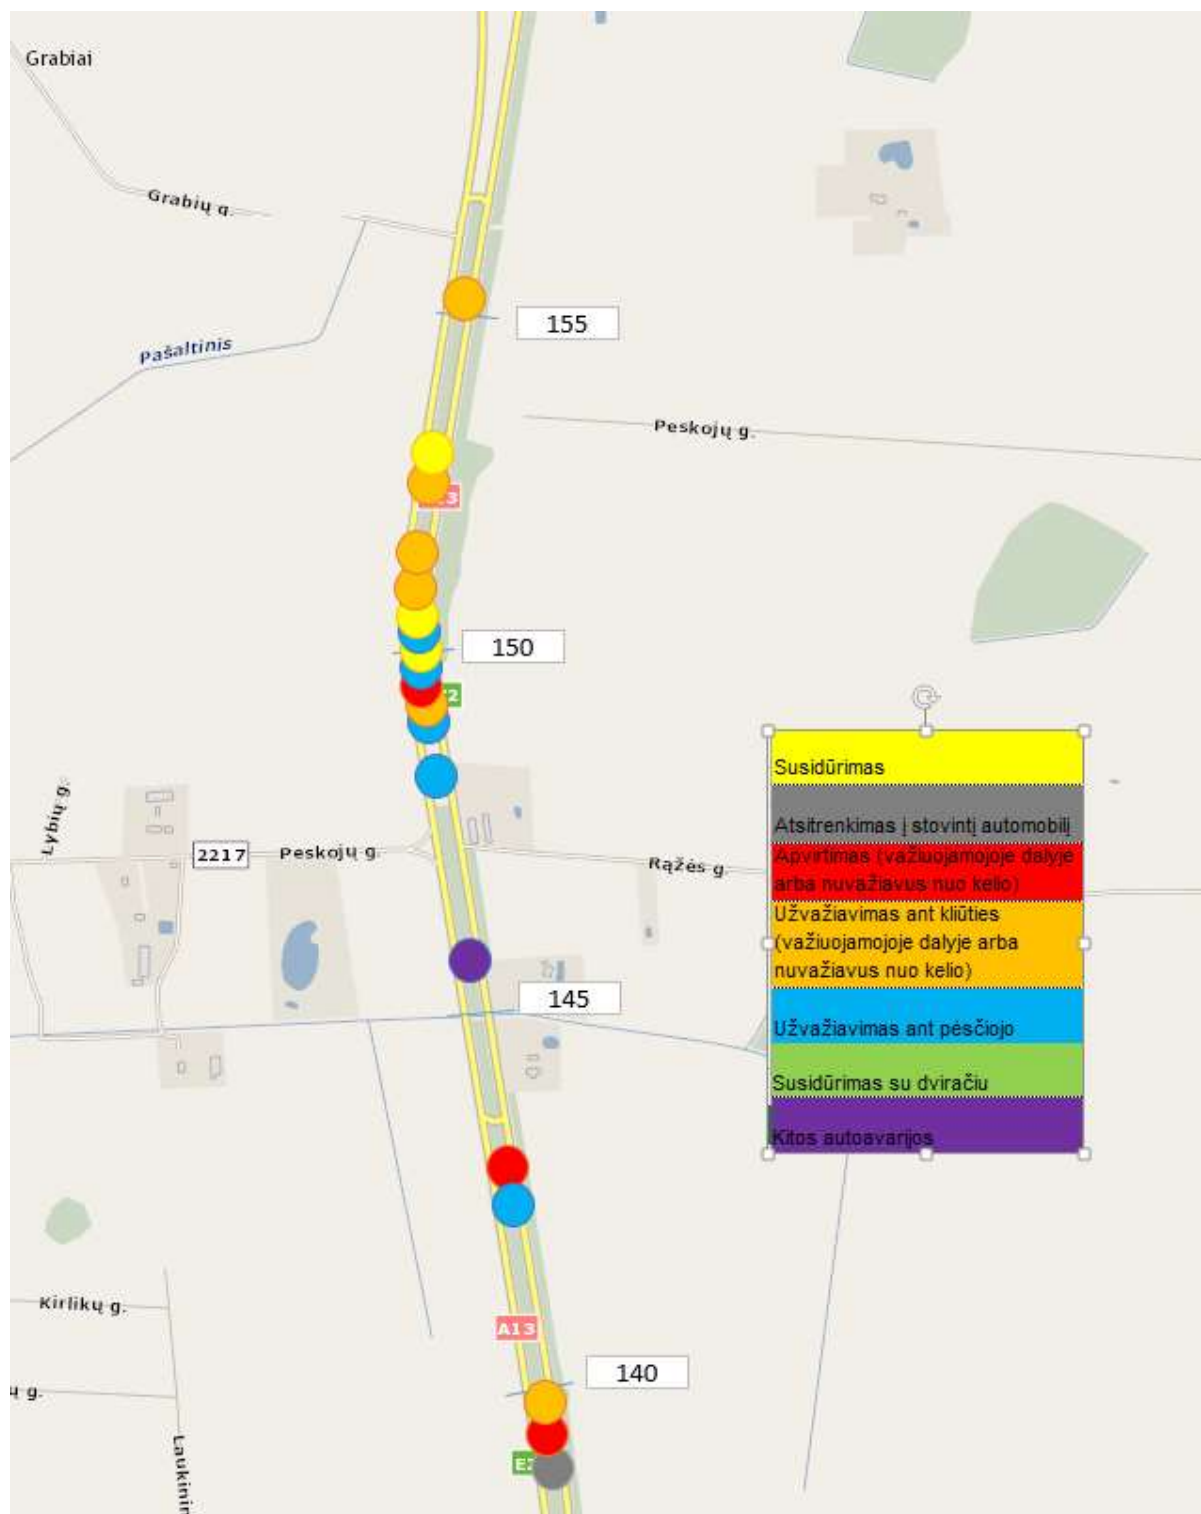 Grabiai
Grabių g.
155
Pašaltinis
Peskojų g.
150
Susidūrimas
Lybių g.
Atsitrenkimas į stovintį automobilį
2217
Peskojų g.
Rąžės g.
Apvirtimas (važiuojamojoje dalyje
arba nuvažiavus nuo kelio)
Užvažiavimas ant kliūties
(važiuojamojoje dalyje arba
nuvažiavus nuo kelio)
145
Užvažiavimas ant pėsčiojo
Susidūrimas su dviračiu
Kitos autoavarijos
Kirlikų g.
A13
140
g.